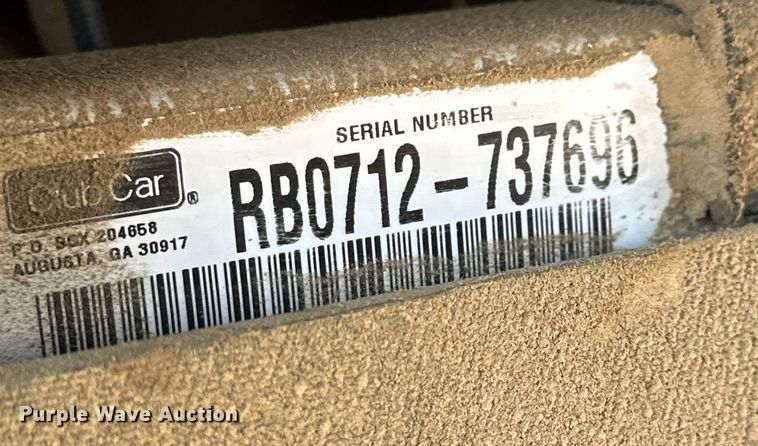 SERIAL NUMBER
Club Car ®
RB0712-737696
P.O. BOX 204658
AUGUSTA, GA 30917
Purple Wave Auction